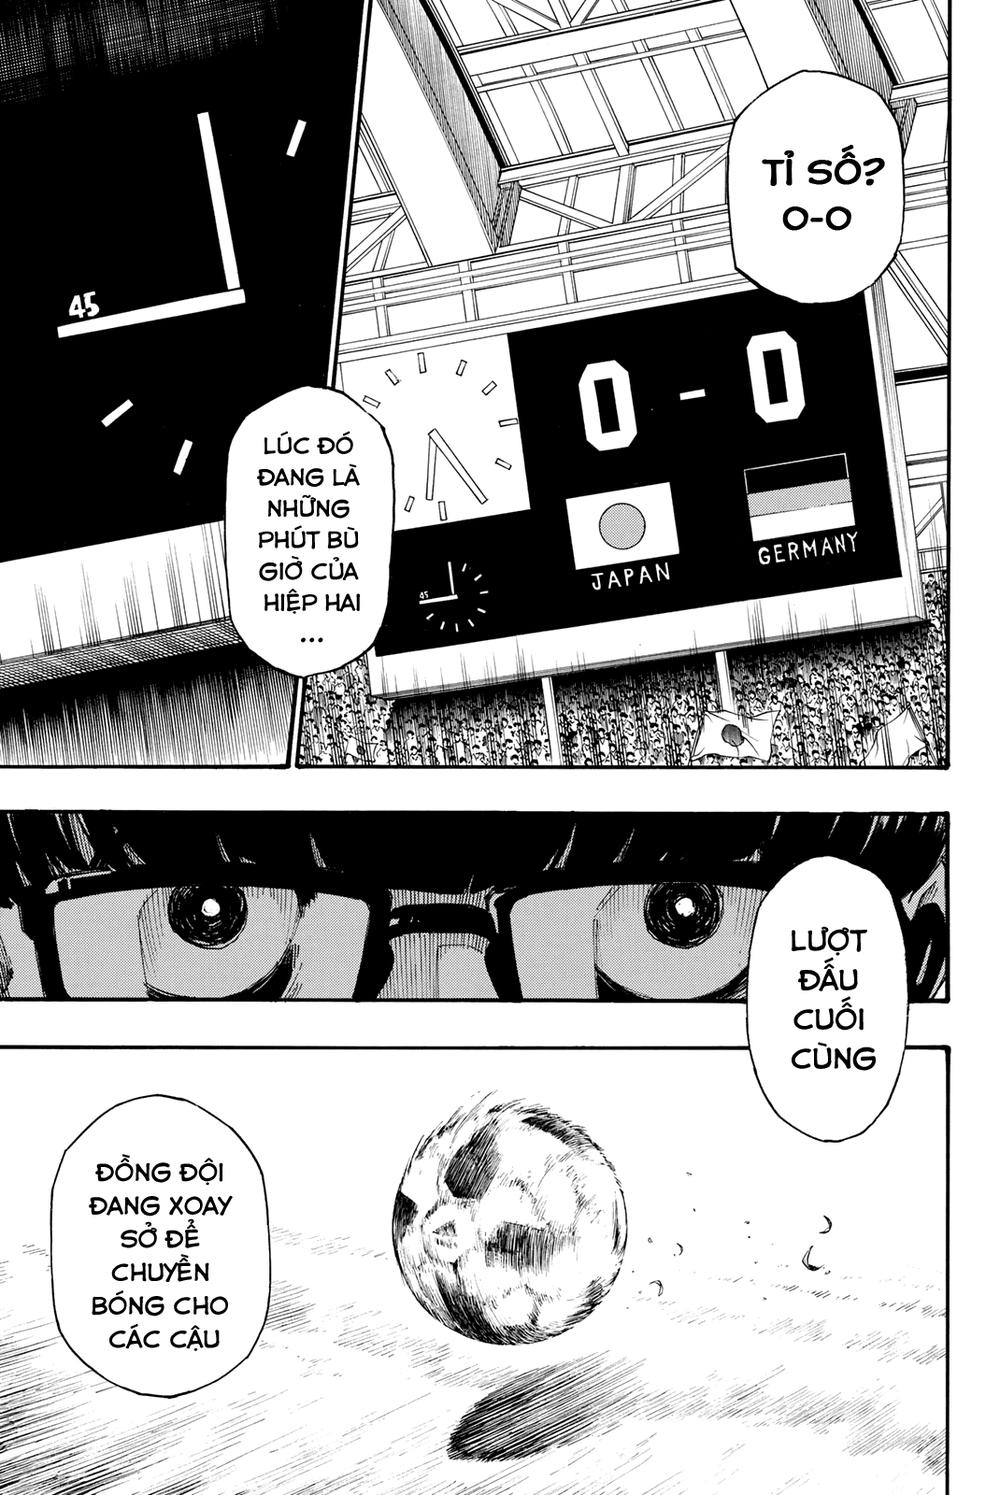 TỈ SỐ?
0-0
0 - 0
JAPAN
GERMANY
45
45
LÚC ĐÓ
ĐANG LÀ
NHỮNG
PHÚT BÙ
GIỜ CỦA
HIỆP HAI
...
LƯỢT
ĐẤU
CUỐI
CÙNG
ĐỒNG ĐỘI
ĐANG XOAY
SỞ ĐỂ
CHUYỀN
BÓNG CHO
CÁC CẬU